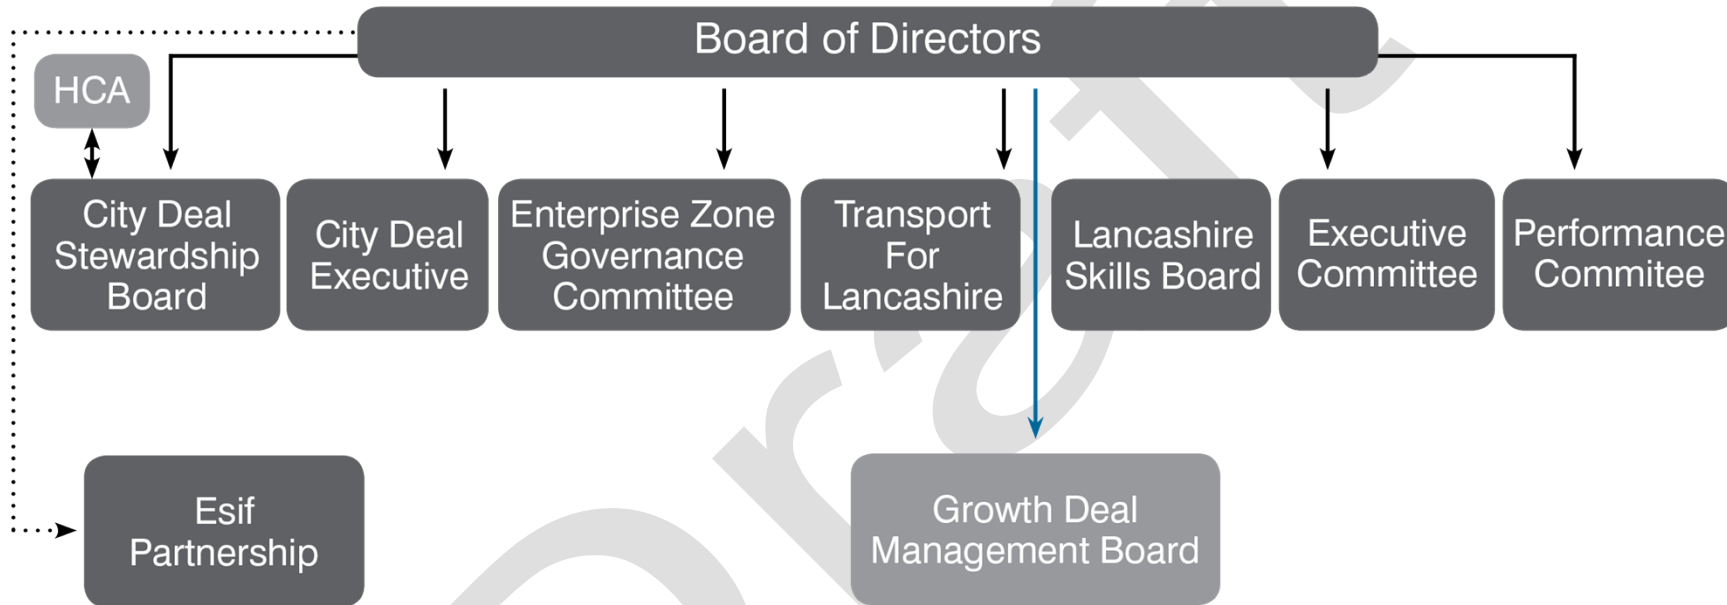 Board of Directors
HCA
City Deal
Stewardship
Board
City Deal
Executive
Enterprise Zone
Governance
Committee
Transport
For
Lancashire
Lancashire
Skills Board
Executive
Committee
Performance
Commitee
Esif
Partnership
Growth Deal
Management Board
Draft